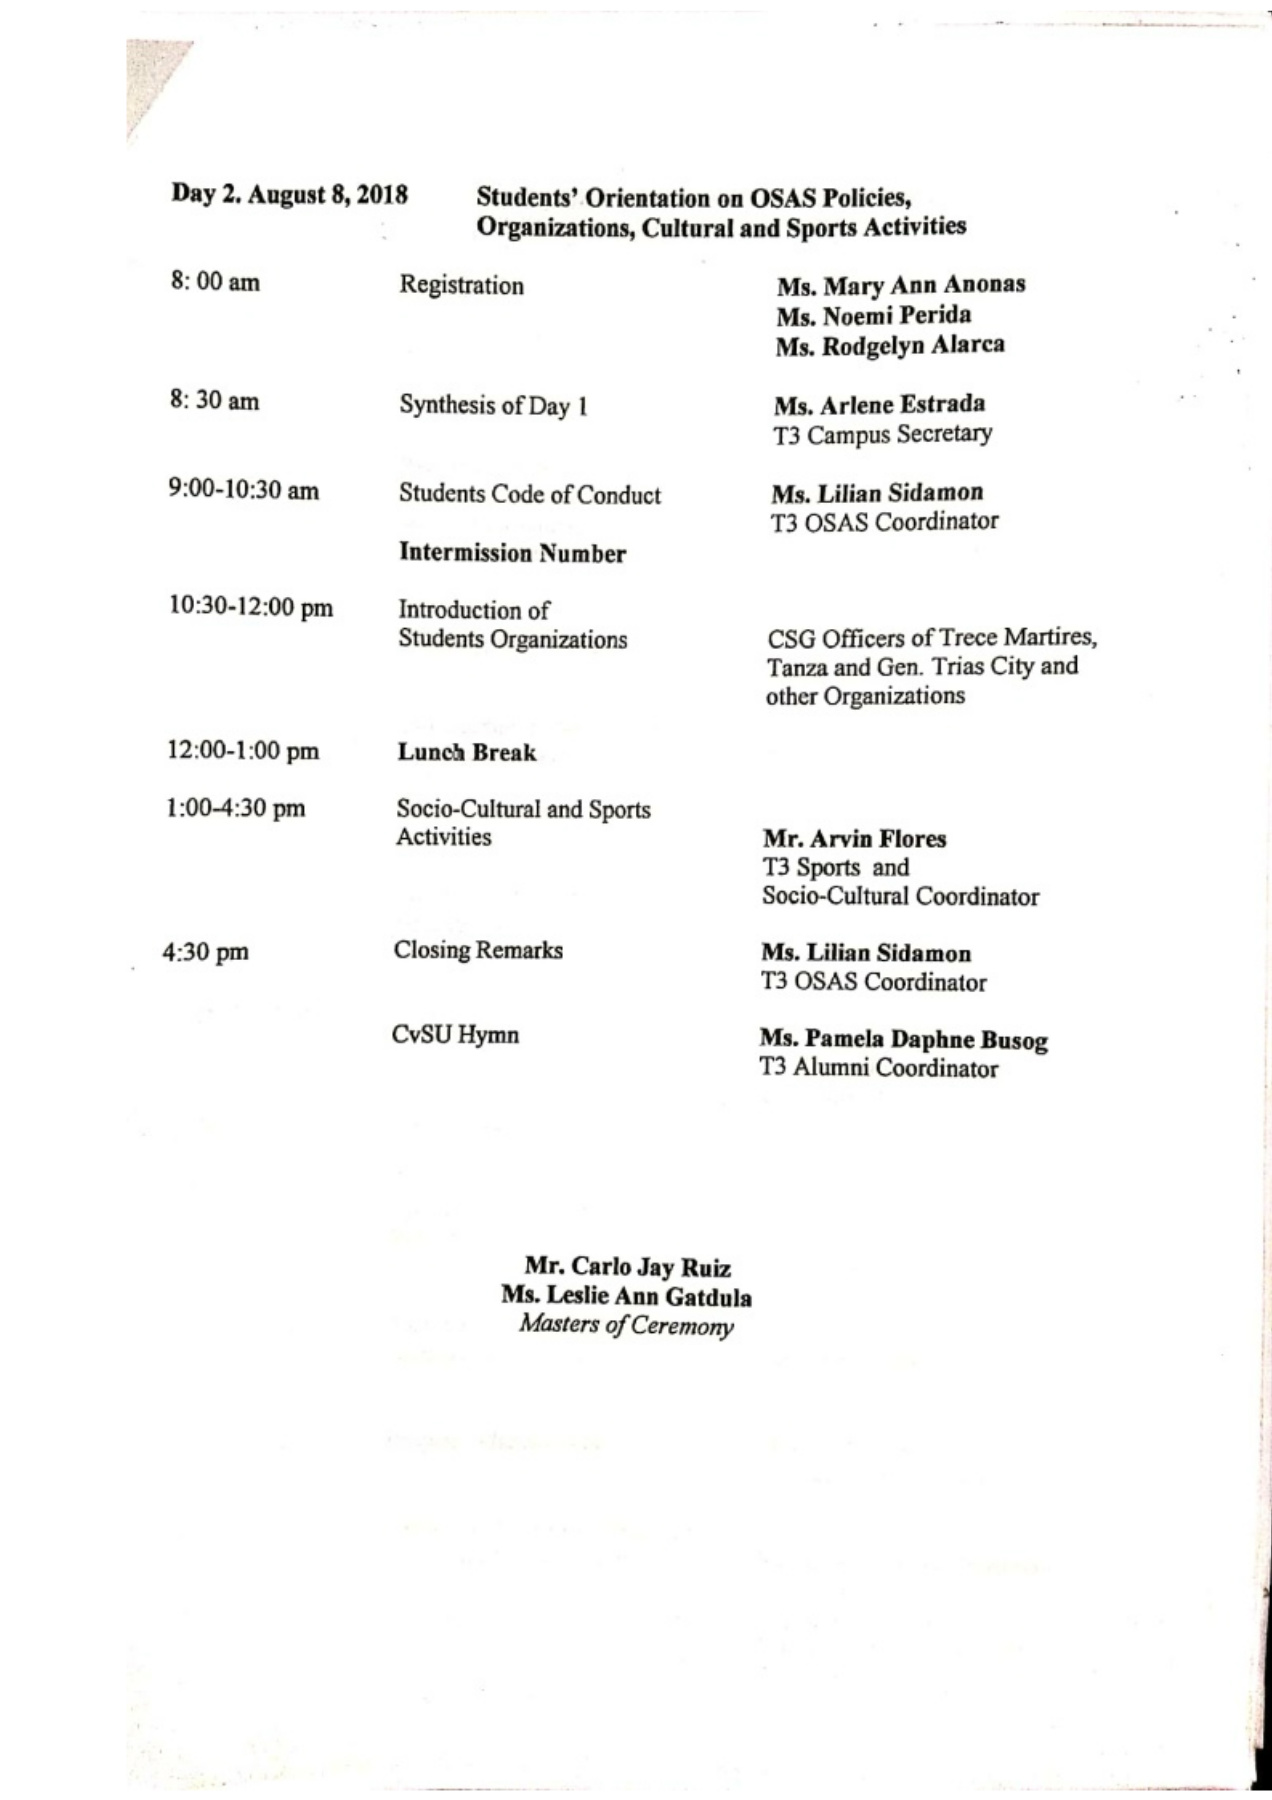 Day 2. August 8, 2018 Students' Orientation on OSAS Policies,
Organizations, Cultural and Sports Activities
8: 00 am Registration Ms. Mary Ann Anonas
Ms. Noemi Perida
Ms. Rodgelyn Alarca
8: 30 am Synthesis of Day 1 Ms. Arlene Estrada
T3 Campus Secretary
9:00-10:30 am Students Code of Conduct Ms. Lilian Sidamon
T3 OSAS Coordinator
Intermission Number
10:30-12:00 pm Introduction of
Students Organizations CSG Officers of Trece Martires,
Tanza and Gen. Trias City and
other Organizations
12:00-1:00 pm Lunch Break
1:00-4:30 pm Socio-Cultural and Sports
Activities Mr. Arvin Flores
T3 Sports and
Socio-Cultural Coordinator
4:30 pm Closing Remarks Ms. Lilian Sidamon
T3 OSAS Coordinator
CvSU Hymn Ms. Pamela Daphne Busog
T3 Alumni Coordinator
Mr. Carlo Jay Ruiz
Ms. Leslie Ann Gatdula
Masters of Ceremony